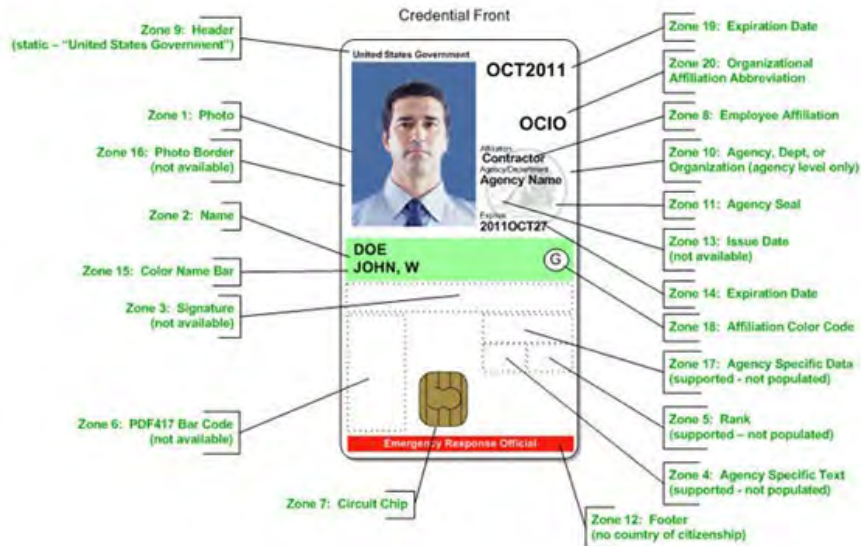 Credential Front
Zone 9: Header
(static – "United States Government")
Zone 1: Photo
Zone 16: Photo Border
(not available)
Zone 2: Name
Zone 15: Color Name Bar
Zone 3: Signature
(not available)
Zone 6: PDF417 Bar Code
(not available)
Zone 7: Circuit Chip
United States Government
OCT2011
OCIO
Affiliation
Contractor
Agency/Department
Agency Name
Expires
2011OCT27
DOE
JOHN, W
G
Emergency Response Official
Zone 19: Expiration Date
Zone 20: Organizational
Affiliation Abbreviation
Zone 8: Employee Affiliation
Zone 10: Agency, Dept, or
Organization (agency level only)
Zone 11: Agency Seal
Zone 13: Issue Date
(not available)
Zone 14: Expiration Date
Zone 18: Affiliation Color Code
Zone 17: Agency Specific Data
(supported - not populated)
Zone 5: Rank
(supported – not populated)
Zone 4: Agency Specific Text
(supported - not populated)
Zone 12: Footer
(no country of citizenship)